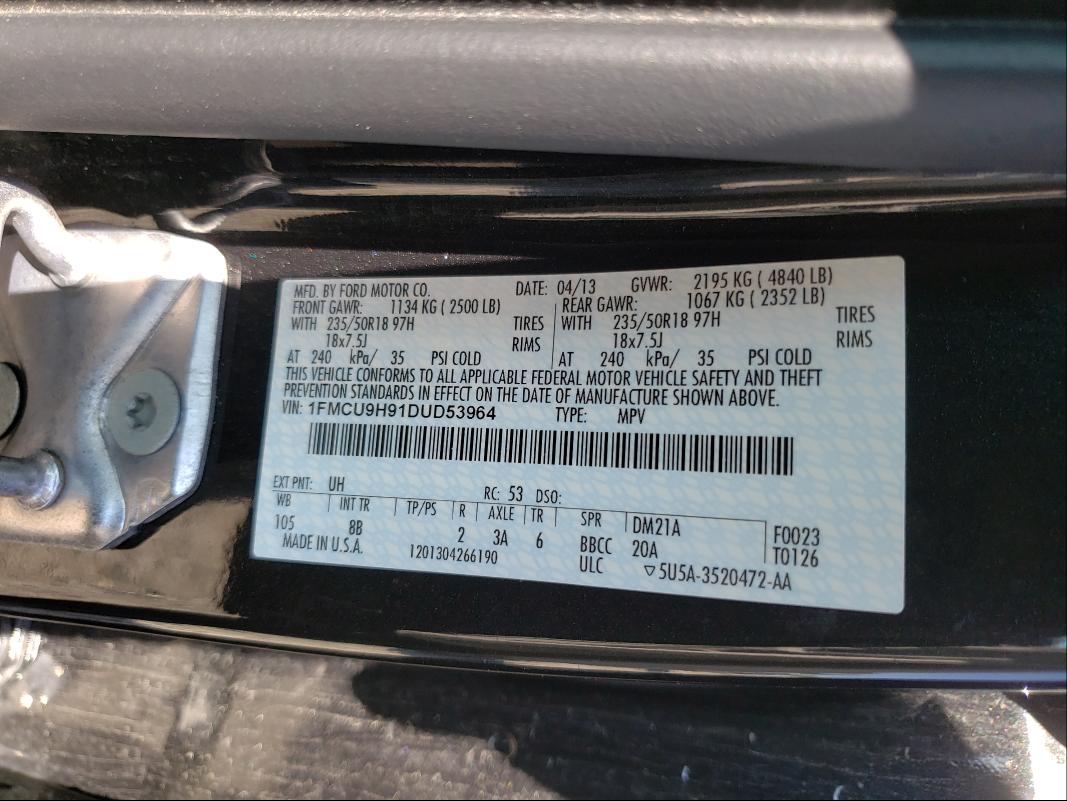 MFD. BY FORD MOTOR CO. DATE: 04/13 GVWR: 2195 KG ( 4840 LB)
FRONT GAWR: 1134 KG ( 2500 LB) REAR GAWR: 1067 KG ( 2352 LB)
WITH 235/50R18 97H TIRES WITH 235/50R18 97H TIRES
18x7.5J RIMS 18x7.5J RIMS
AT 240 kPa/ 35 PSI COLD AT 240 kPa/ 35 PSI COLD
THIS VEHICLE CONFORMS TO ALL APPLICABLE FEDERAL MOTOR VEHICLE SAFETY AND THEFT
PREVENTION STANDARDS IN EFFECT ON THE DATE OF MANUFACTURE SHOWN ABOVE.
VIN: 1FMCU9H91DUD53964 TYPE: MPV
EXT PNT: UH RC: 53 DSO:
WB INT TR TP/PS R AXLE TR SPR DM21A F0023
105 8B 2 3A 6 BBCC 20A T0126
MADE IN U.S.A. 1201304266190 ULC ▽5U5A-3520472-AA